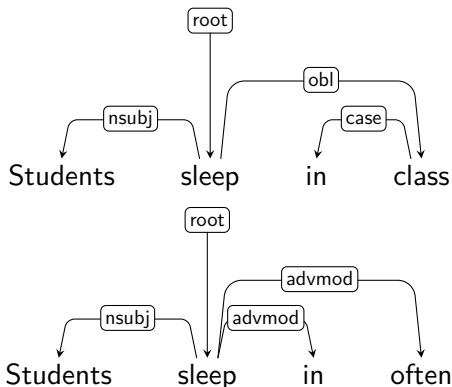 root
obl
nsubj case
Students sleep in class
root
advmod
nsubj advmod
Students sleep in often